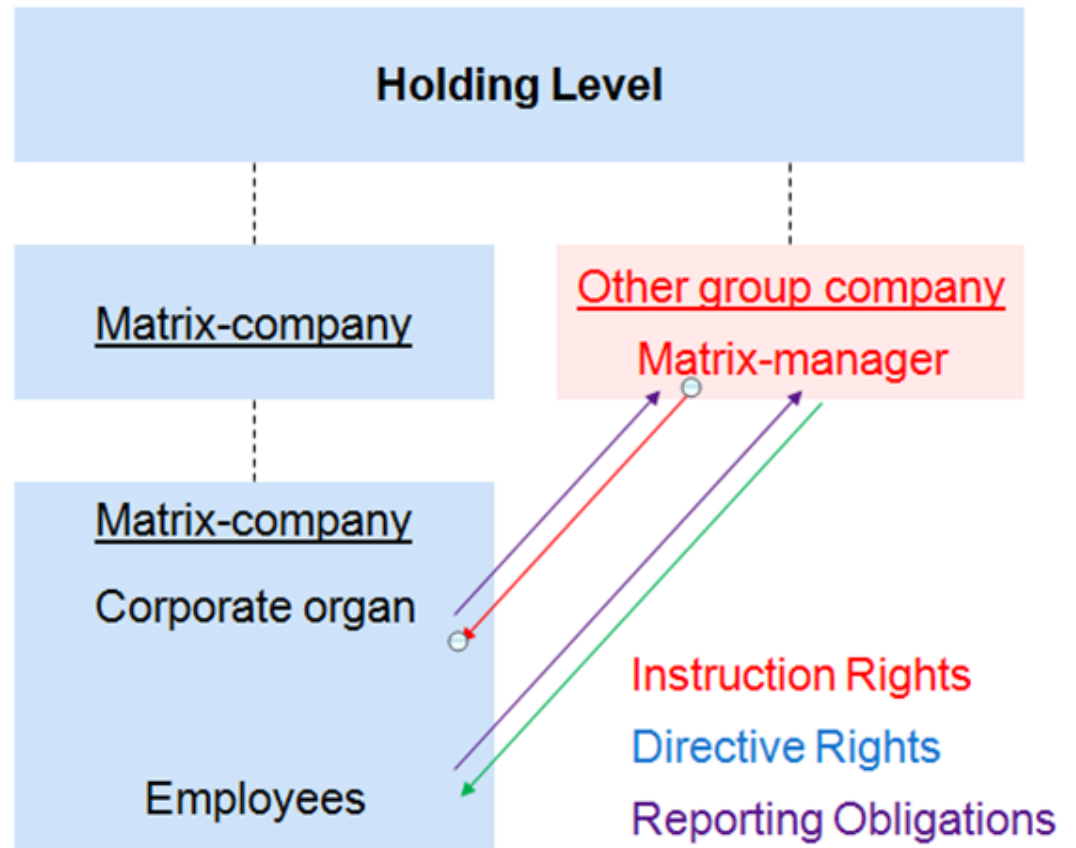 Holding Level
Matrix-company
Other group company
Matrix-manager
Matrix-company
Corporate organ
Employees
Instruction Rights
Directive Rights
Reporting Obligations